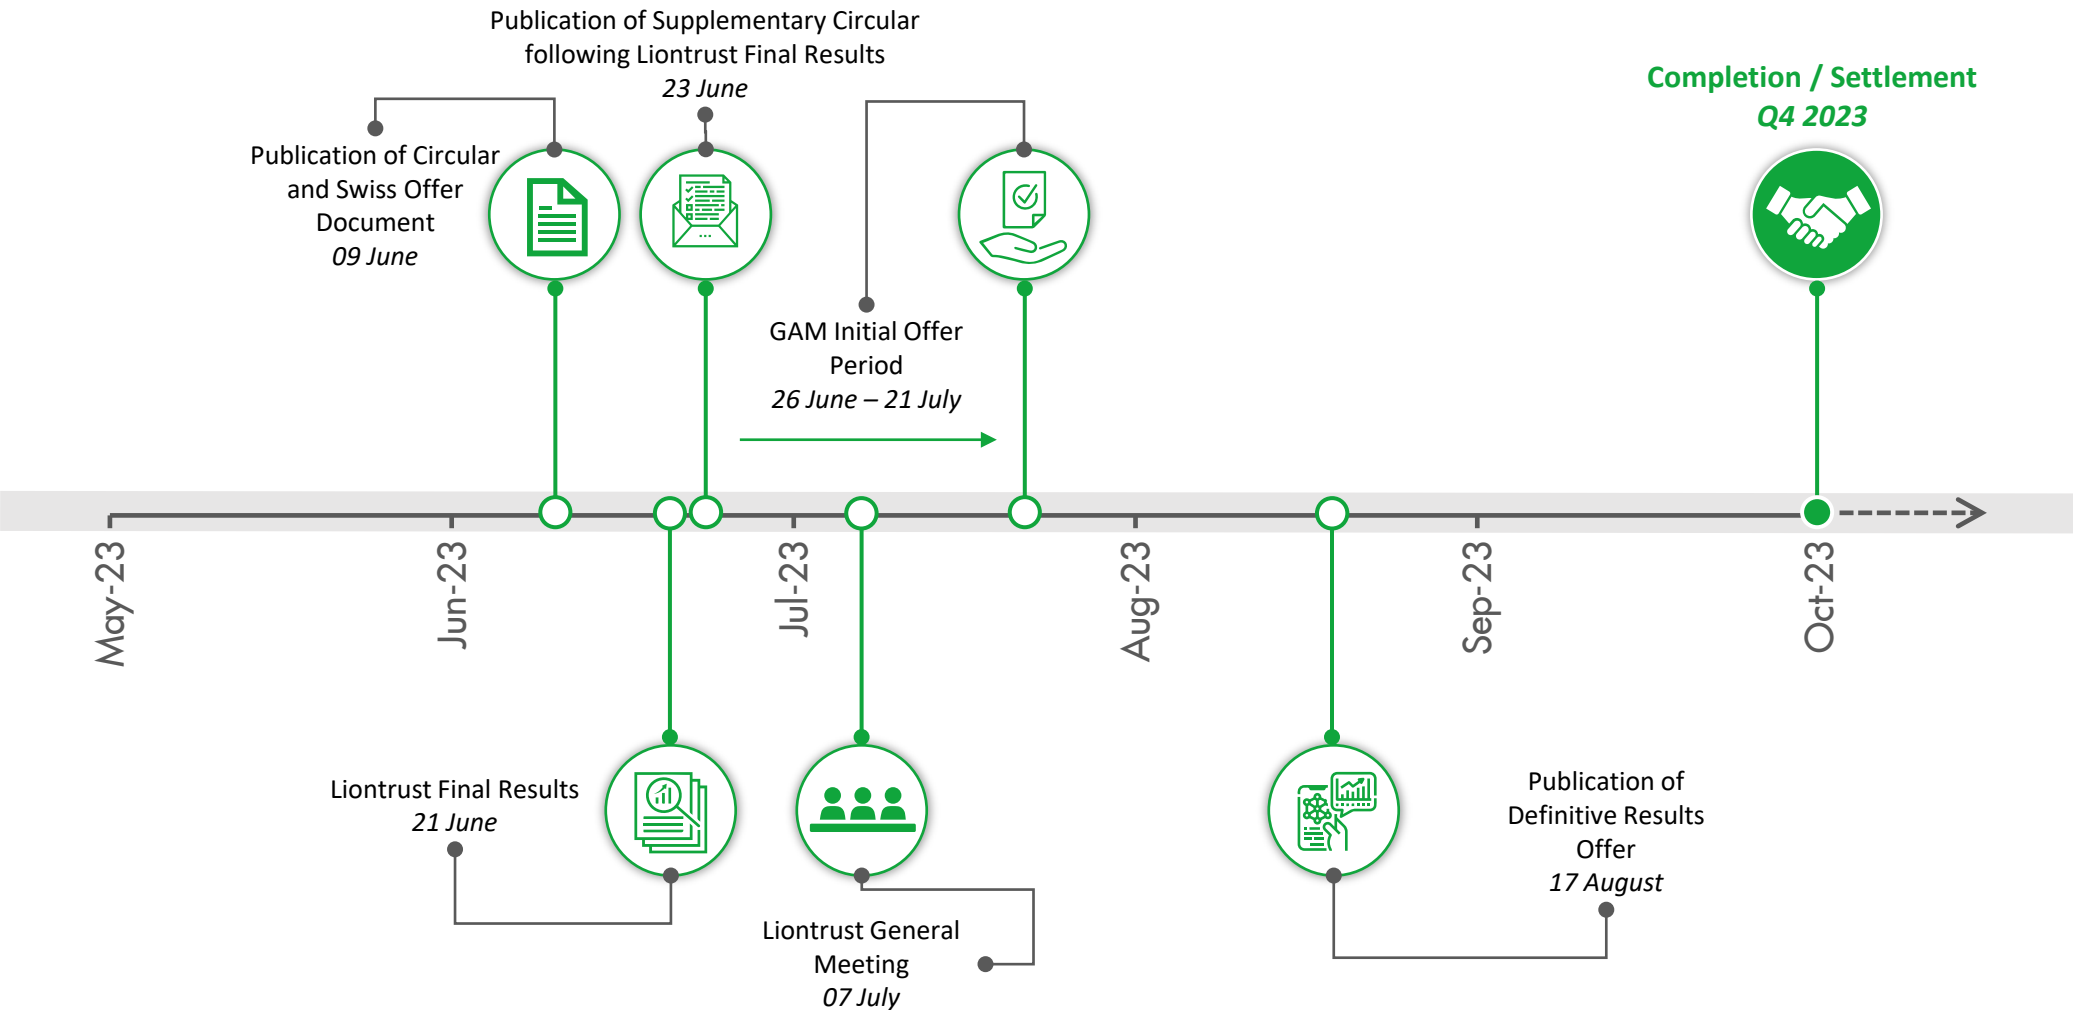 Publication of Supplementary Circular
following Liontrust Final Results
23 June
Completion / Settlement
Q4 2023
Publication of Circular
and Swiss Offer
Document
09 June
GAM Initial Offer
Period
26 June – 21 July
May-23
Jun-23
Jul-23
Aug-23
Sep-23
Oct-23
Liontrust Final Results
21 June
Liontrust General
Meeting
07 July
Publication of
Definitive Results
Offer
17 August